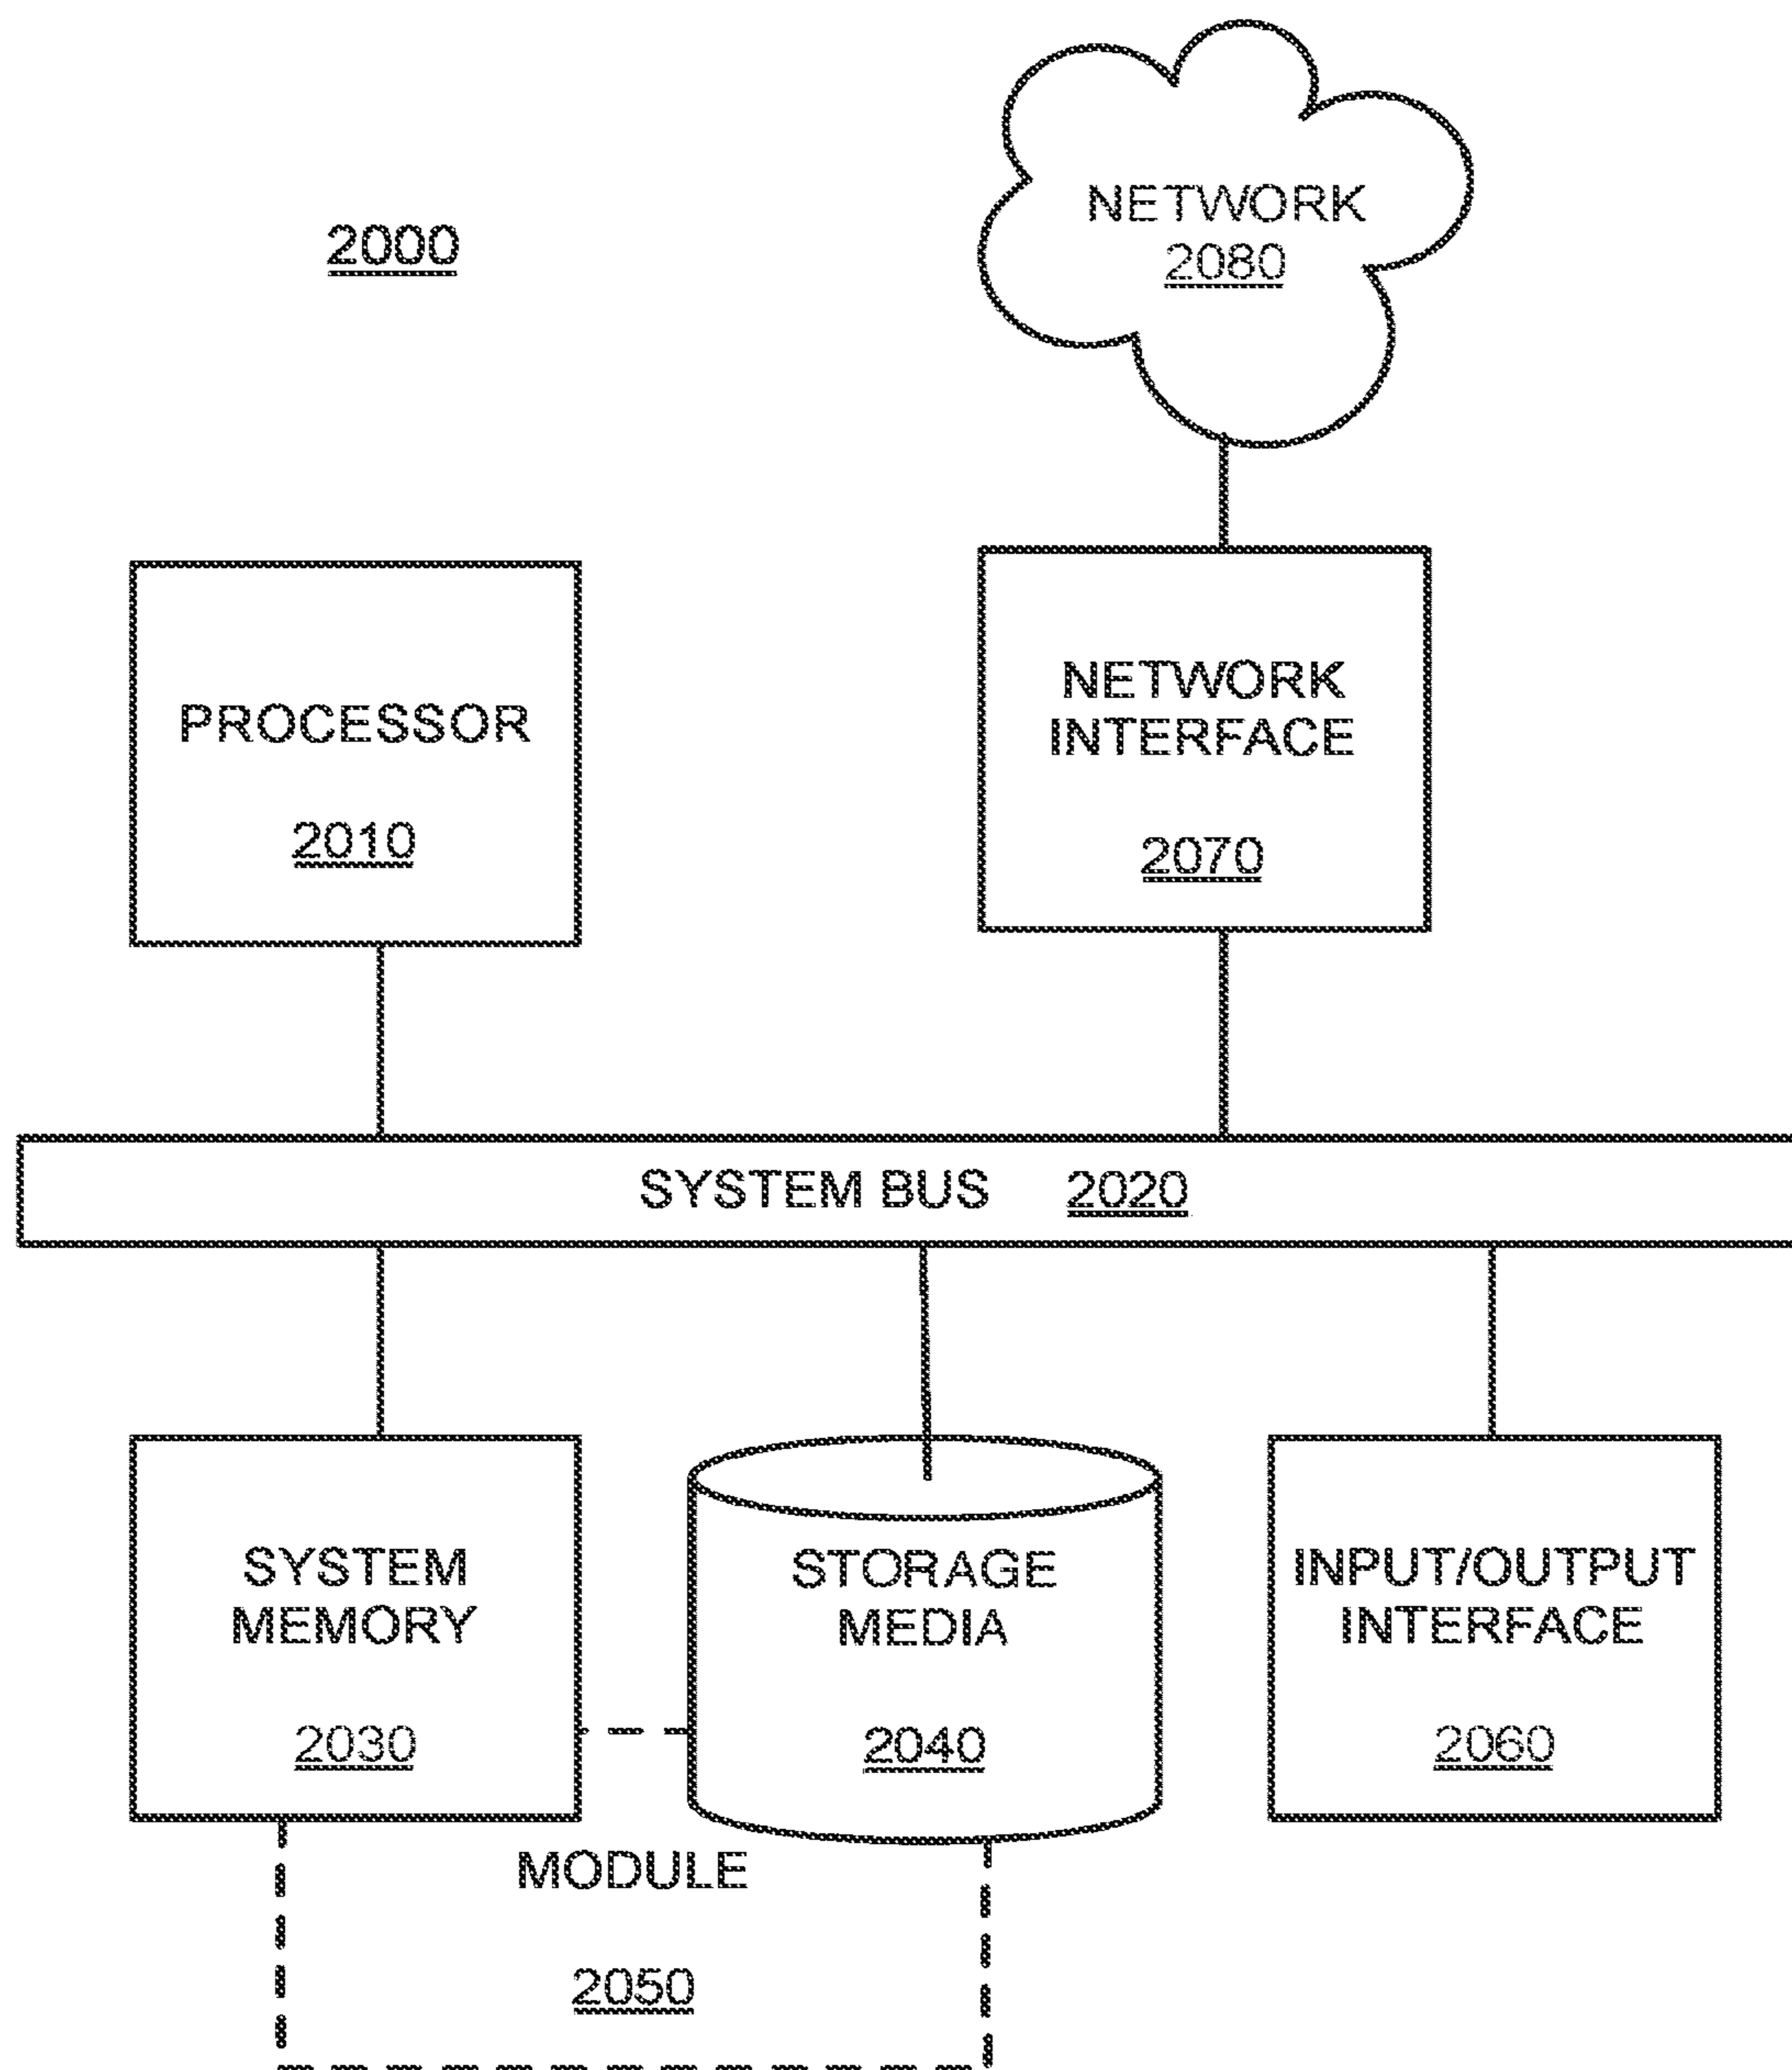 NETWORK
2080
2000
PROCESSOR
2010
NETWORK
INTERFACE
2070
SYSTEM BUS 2020
SYSTEM
MEMORY
2030
STORAGE
MEDIA
2040
INPUT/OUTPUT
INTERFACE
2060
MODULE
2050